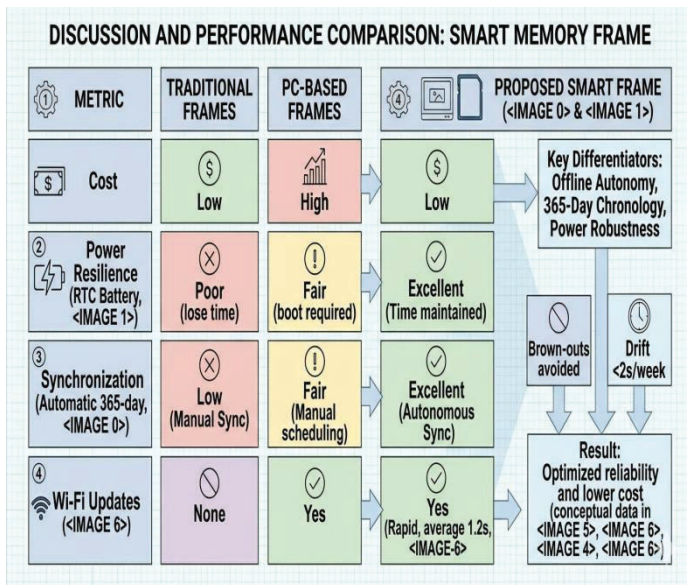 DISCUSSION AND PERFORMANCE COMPARISON: SMART MEMORY FRAME
① METRIC
TRADITIONAL
FRAMES
PC-BASED
FRAMES
④ PROPOSED SMART FRAME
(<IMAGE 0> & <IMAGE 1>)
$ Cost
$
Low
High
$
Low
Key Differentiators:
Offline Autonomy,
365-Day Chronology,
Power Robustness
②
Power
Resilience
(RTC Battery,
<IMAGE 1>)
Poor
(lose time)
Fair
(boot required)
Excellent
(Time maintained)
Brown-outs
avoided
Drift
<2s/week
③
Synchronization
(Automatic 365-day,
<IMAGE 0>)
Low
(Manual Sync)
Fair
(Manual
scheduling)
Excellent
(Autonomous
Sync)
④
Wi-Fi Updates
(<IMAGE 6>)
None
Yes
Yes
(Rapid, average 1.2s,
<IMAGE-6>)
Result:
Optimized reliability
and lower cost
(conceptual data in
<IMAGE 5>, <IMAGE 6>,
<IMAGE 4>, <IMAGE 6>)